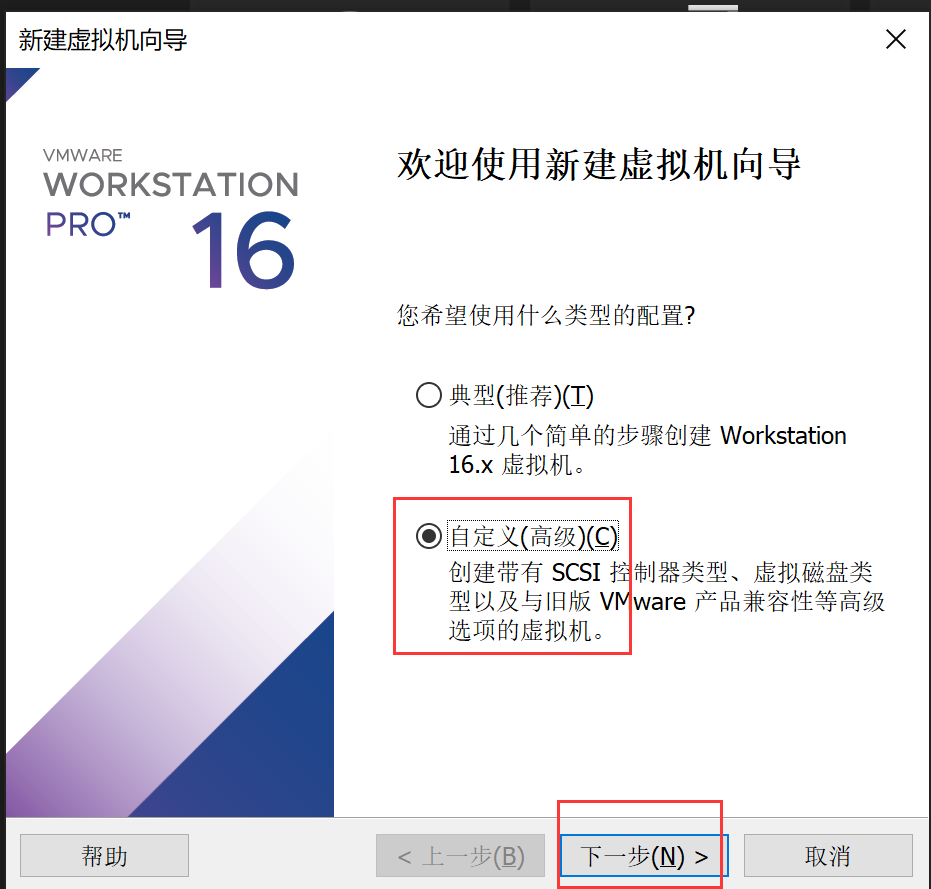 新建虚拟机向导
VMWARE
WORKSTATION
PRO™
16
欢迎使用新建虚拟机向导
您希望使用什么类型的配置?
典型(推荐)(T)
通过几个简单的步骤创建 Workstation
16.x 虚拟机。
自定义(高级)(C)
创建带有 SCSI 控制器类型、虚拟磁盘类
型以及与旧版 VMware 产品兼容性等高级
选项的虚拟机。
帮助
< 上一步(B)
下一步(N) >
取消